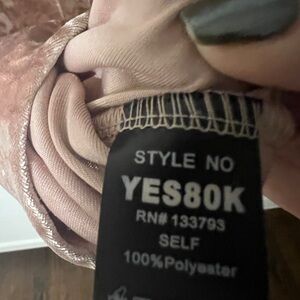 STYLE NO
YES80K
RN# 133793
SELF
100%Polyester